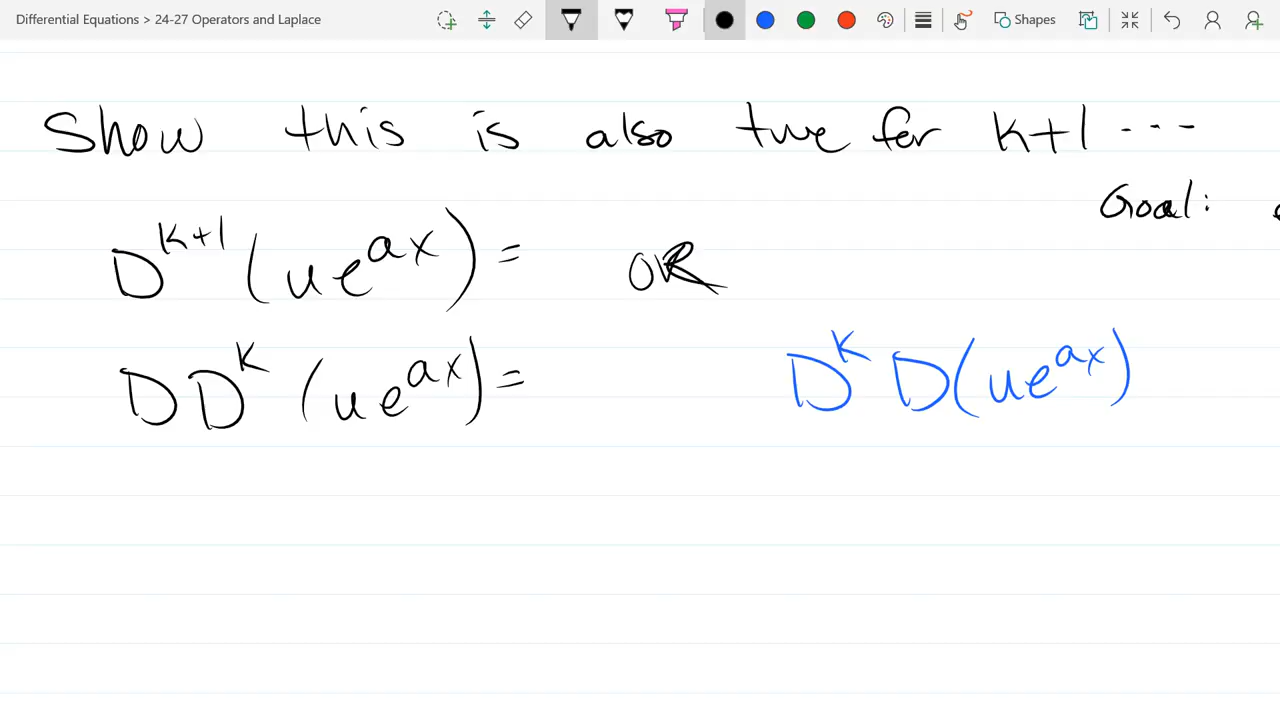 Differential Equations > 24-27 Operators and Laplace
Shapes
Show this is also true for k+1 ---
Goal:
D^{k+1}(ue^{ax}) = OR
DD^k(ue^{ax}) = D^k D(ue^{ax})